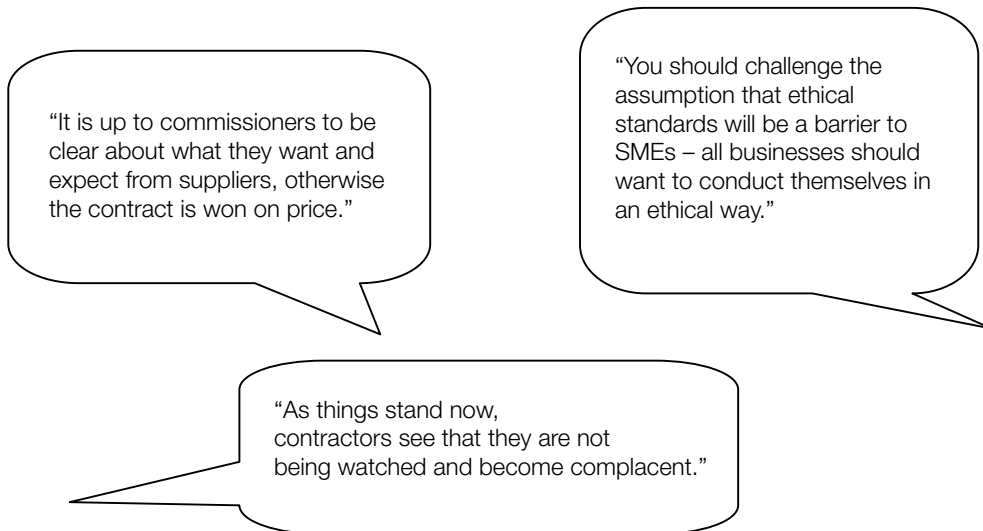 “It is up to commissioners to be
clear about what they want and
expect from suppliers, otherwise
the contract is won on price.”
“You should challenge the
assumption that ethical
standards will be a barrier to
SMEs – all businesses should
want to conduct themselves in
an ethical way.”
“As things stand now,
contractors see that they are not
being watched and become complacent.”